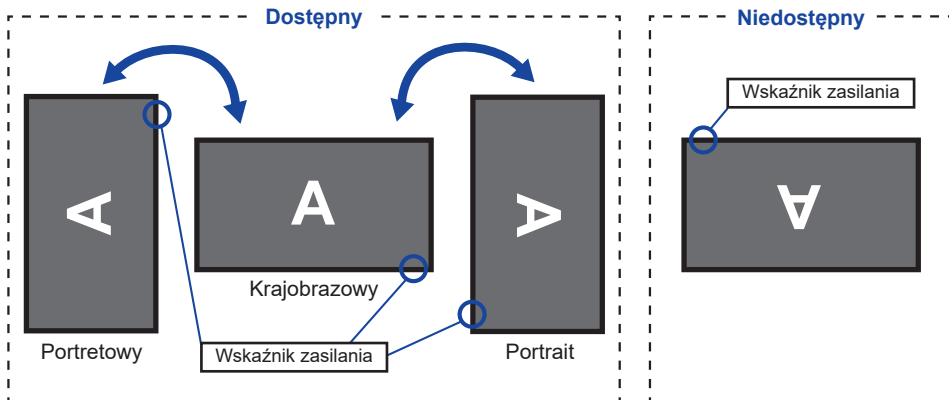 Dostępny
Niedostępny
Wskaźnik zasilania
A
A
A
A
Krajobrazowy
Portretowy
Wskaźnik zasilania
Portrait